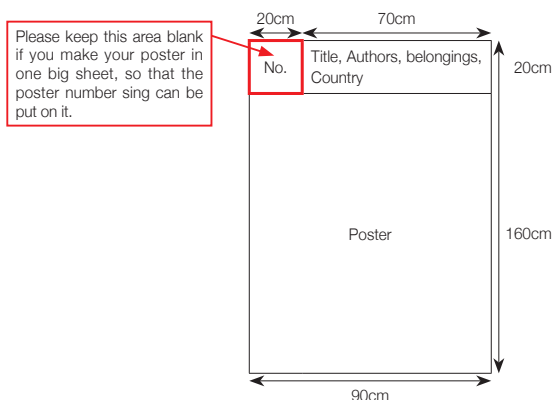 20cm
70cm
Please keep this area blank
if you make your poster in
one big sheet, so that the
poster number sing can be
put on it.
No.
Title, Authors, belongings,
Country
20cm
Poster
160cm
90cm